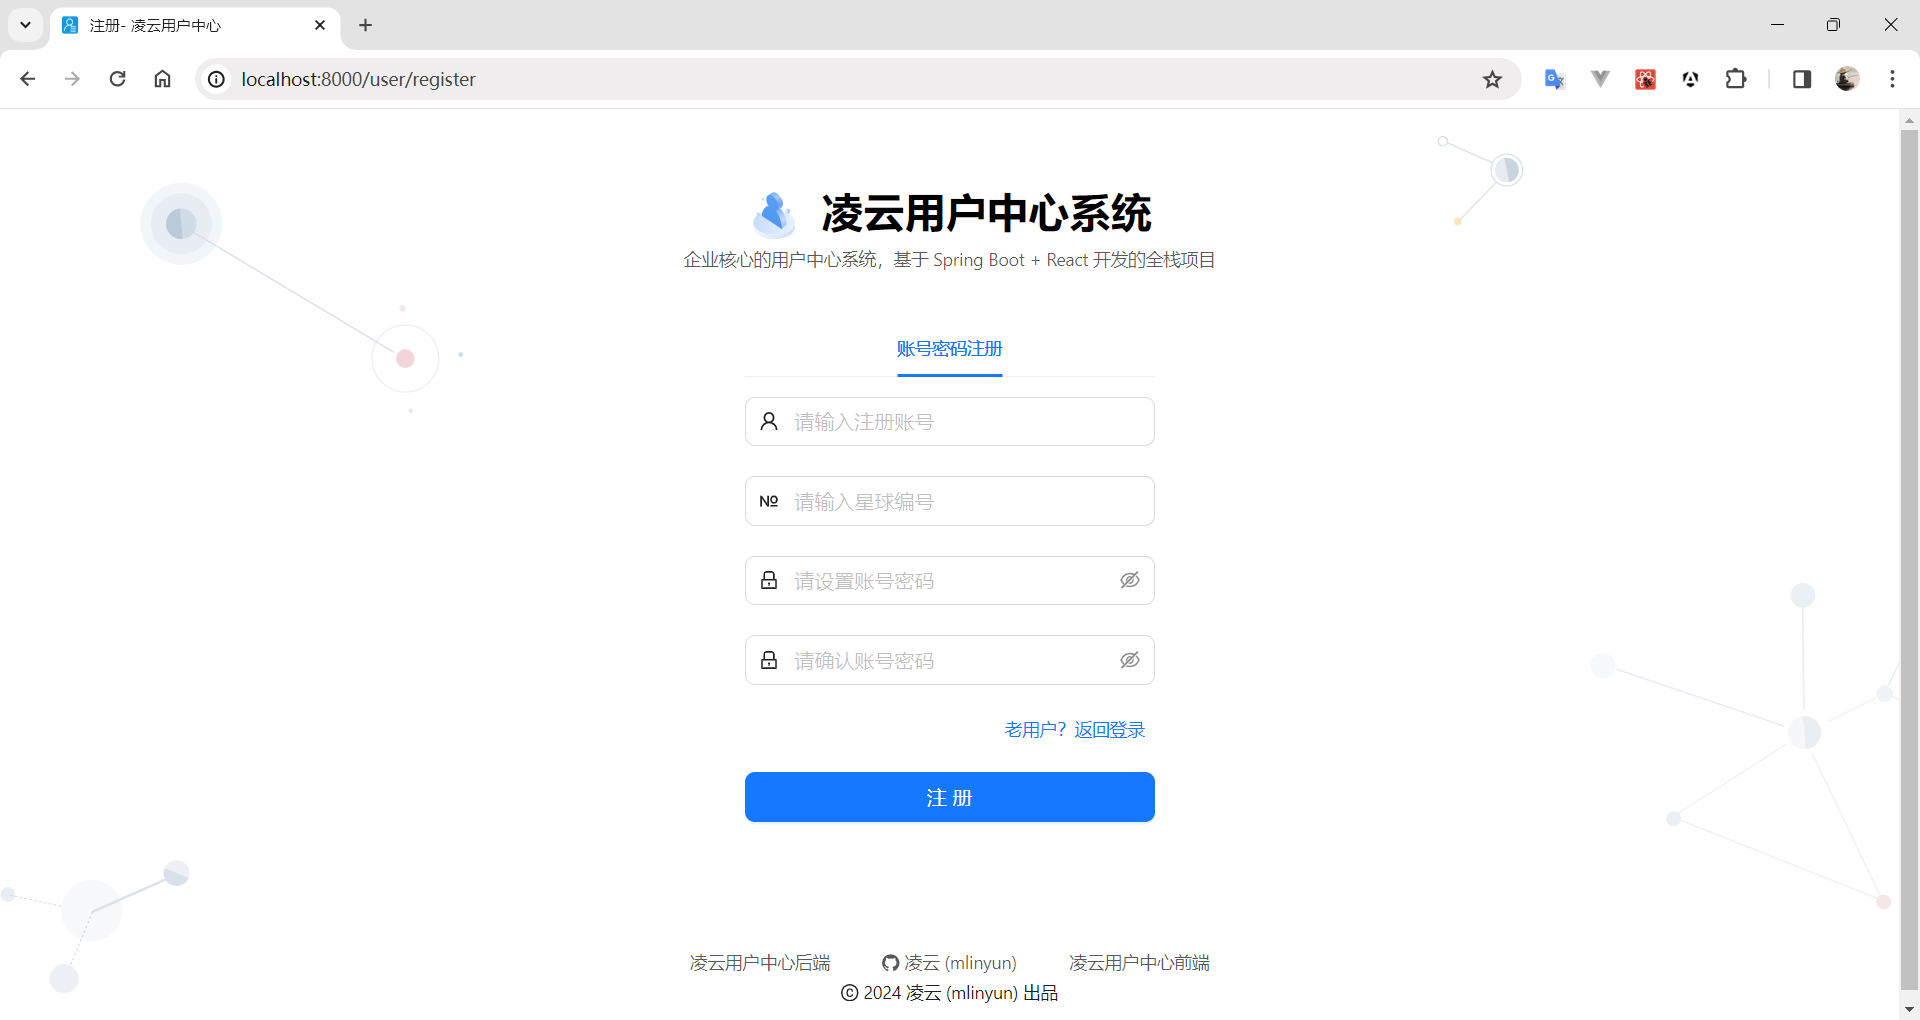 注册- 凌云用户中心
localhost:8000/user/register
凌云用户中心系统
企业核心的用户中心系统，基于 Spring Boot + React 开发的全栈项目
账号密码注册
请输入注册账号
请输入星球编号
请设置账号密码
请确认账号密码
老用户？返回登录
注 册
凌云用户中心后端 凌云 (mlinyun) 凌云用户中心前端
© 2024 凌云 (mlinyun) 出品